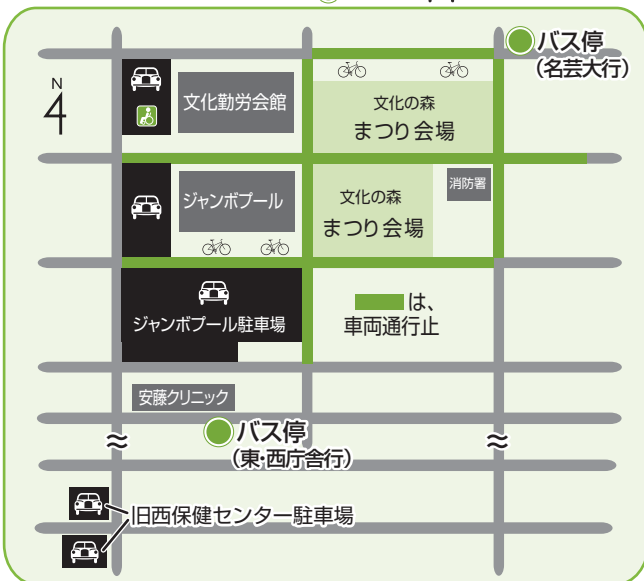 バス停
(名芸大行)
N
文化勤労会館
文化の森
まつり会場
ジャンボプール
文化の森
まつり会場
消防署
ジャンボプール駐車場
は、
車両通行止
安藤クリニック
バス停
(東・西庁舎行)
旧西保健センター駐車場